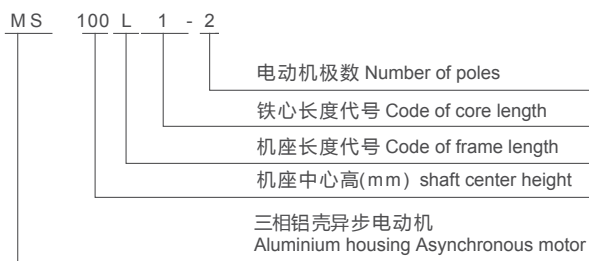 MS 100 L 1 - 2
电动机极数 Number of poles
铁心长度代号 Code of core length
机座长度代号 Code of frame length
机座中心高(mm) shaft center height
三相铝壳异步电动机
Aluminium housing Asynchronous motor